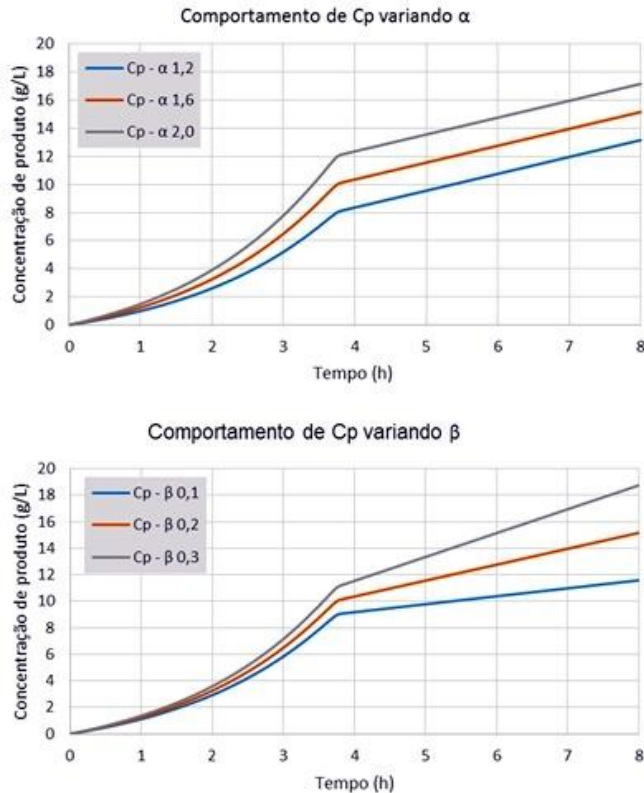 Comportamento de Cp variando α
Concentração de produto (g/L)
20
18
16
14
12
10
8
6
4
2
0
Cp - α 1,2
Cp - α 1,6
Cp - α 2,0
0 1 2 3 4 5 6 7 8
Tempo (h)
Comportamento de Cp variando β
Concentração de produto (g/L)
20
18
16
14
12
10
8
6
4
2
0
Cp - β 0,1
Cp - β 0,2
Cp - β 0,3
0 1 2 3 4 5 6 7 8
Tempo (h)